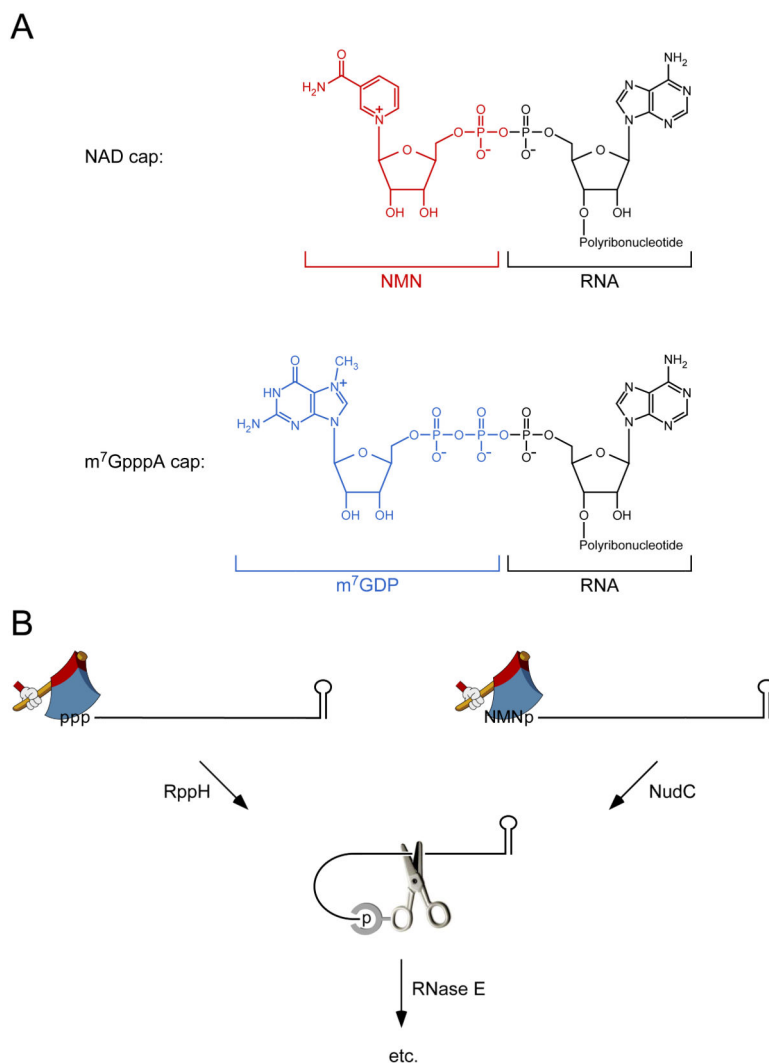 A
NAD cap:
O
H2N
N
+
O
O
P
O
O-
O
P
O
O-
O
OH
OH
O
NH2
N
N
N
N
O
OH
Polyribonucleotide
NMN
RNA
m7GpppA cap:
O
CH3
HN
N
+
H2N
N
N
O
O
P
O
O-
O
P
O
O-
O
P
O
O-
O
OH
OH
NH2
N
N
N
N
O
O
OH
Polyribonucleotide
m7GDP
RNA
B
ppp
NMNp
RppH
NudC
p
RNase E
etc.